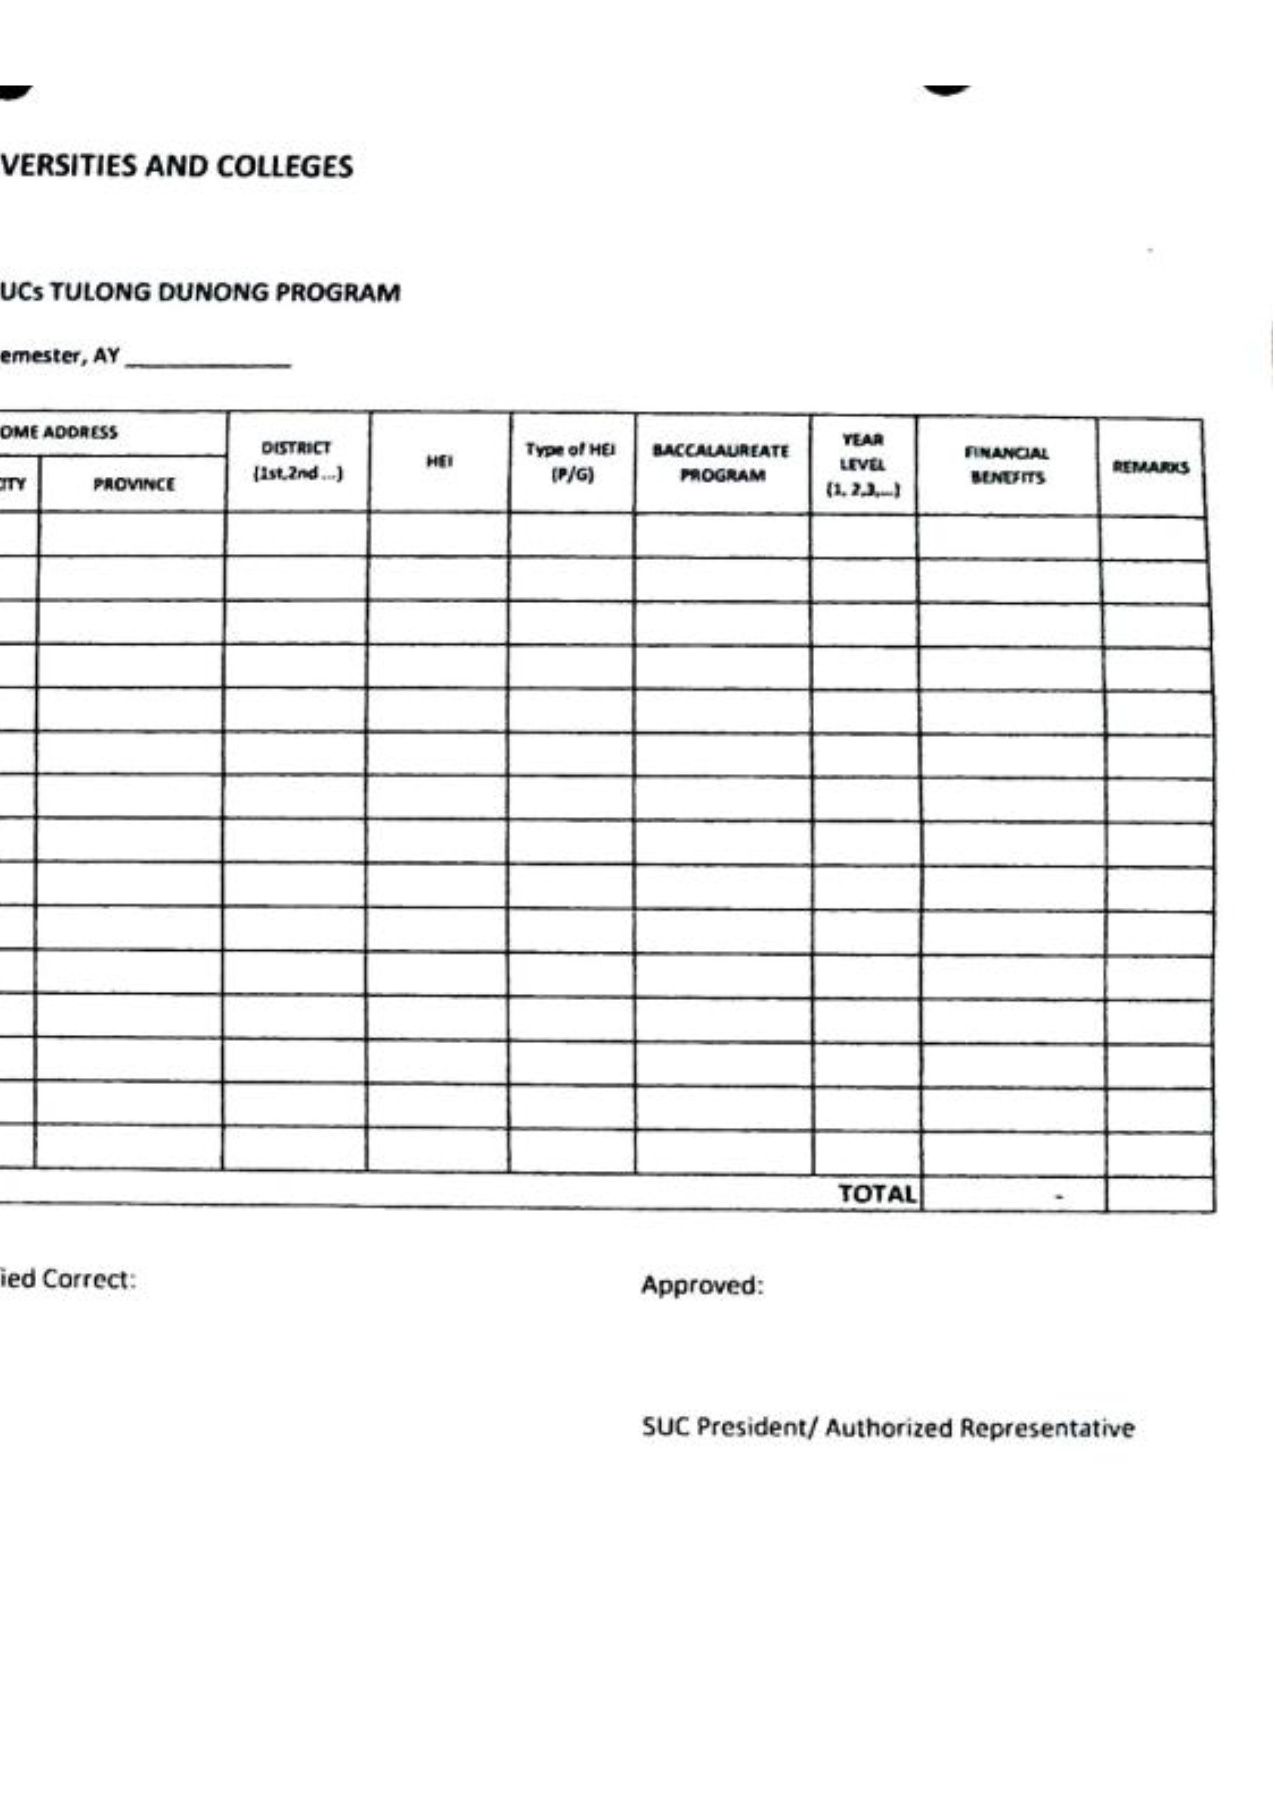 VERSITIES AND COLLEGES
UCs TULONG DUNONG PROGRAM
emester, AY ____________
OME ADDRESS
ITY
PROVINCE
DISTRICT
(1st,2nd ...)
HEI
Type of HEI
(P/G)
BACCALAUREATE
PROGRAM
YEAR
LEVEL
(1, 2,3,...)
FINANCIAL
BENEFITS
REMARKS
TOTAL
-
ied Correct:
Approved:
SUC President/ Authorized Representative